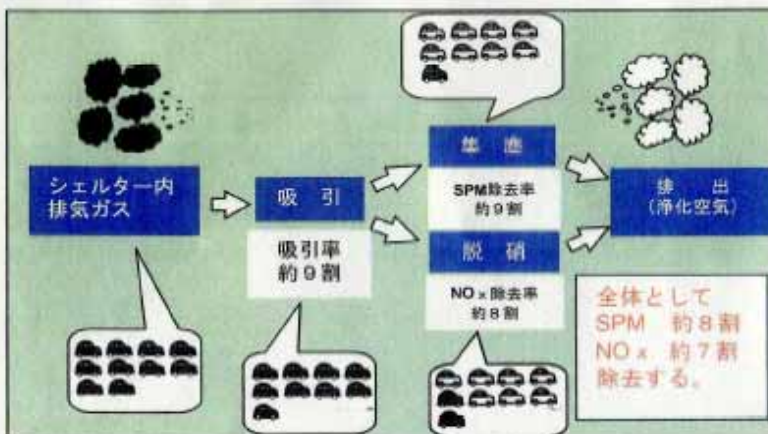 シェルター内
排気ガス
吸引
吸引率
約9割
集塵
SPM除去率
約9割
脱硝
NOx除去率
約8割
排出
(浄化空気)
全体として
SPM 約8割
NOx 約7割
除去する。